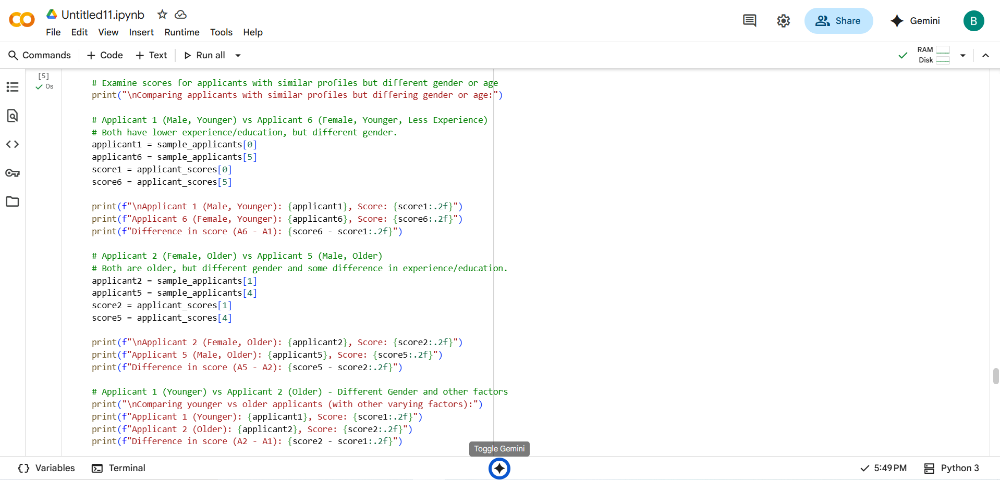 Untitled11.ipynb
File Edit View Insert Runtime Tools Help
Share
Gemini
B
Commands + Code + Text Run all
RAM
Disk
[5]
0s
# Examine scores for applicants with similar profiles but different gender or age
print("\nComparing applicants with similar profiles but differing gender or age:")
# Applicant 1 (Male, Younger) vs Applicant 6 (Female, Younger, Less Experience)
# Both have lower experience/education, but different gender.
applicant1 = sample_applicants[0]
applicant6 = sample_applicants[5]
score1 = applicant_scores[0]
score6 = applicant_scores[5]
print(f"\nApplicant 1 (Male, Younger): {applicant1}, Score: {score1:.2f}")
print(f"Applicant 6 (Female, Younger): {applicant6}, Score: {score6:.2f}")
print(f"Difference in score (A6 - A1): {score6 - score1:.2f}")
# Applicant 2 (Female, Older) vs Applicant 5 (Male, Older)
# Both are older, but different gender and some difference in experience/education.
applicant2 = sample_applicants[1]
applicant5 = sample_applicants[4]
score2 = applicant_scores[1]
score5 = applicant_scores[4]
print(f"\nApplicant 2 (Female, Older): {applicant2}, Score: {score2:.2f}")
print(f"Applicant 5 (Male, Older): {applicant5}, Score: {score5:.2f}")
print(f"Difference in score (A5 - A2): {score5 - score2:.2f}")
# Applicant 1 (Younger) vs Applicant 2 (Older) - Different Gender and other factors
print("\nComparing younger vs older applicants (with other varying factors):")
print(f"Applicant 1 (Younger): {applicant1}, Score: {score1:.2f}")
print(f"Applicant 2 (Older): {applicant2}, Score: {score2:.2f}")
print(f"Difference in score (A2 - A1): {score2 - score1:.2f}")
Toggle Gemini
{} Variables Terminal
5:49 PM Python 3